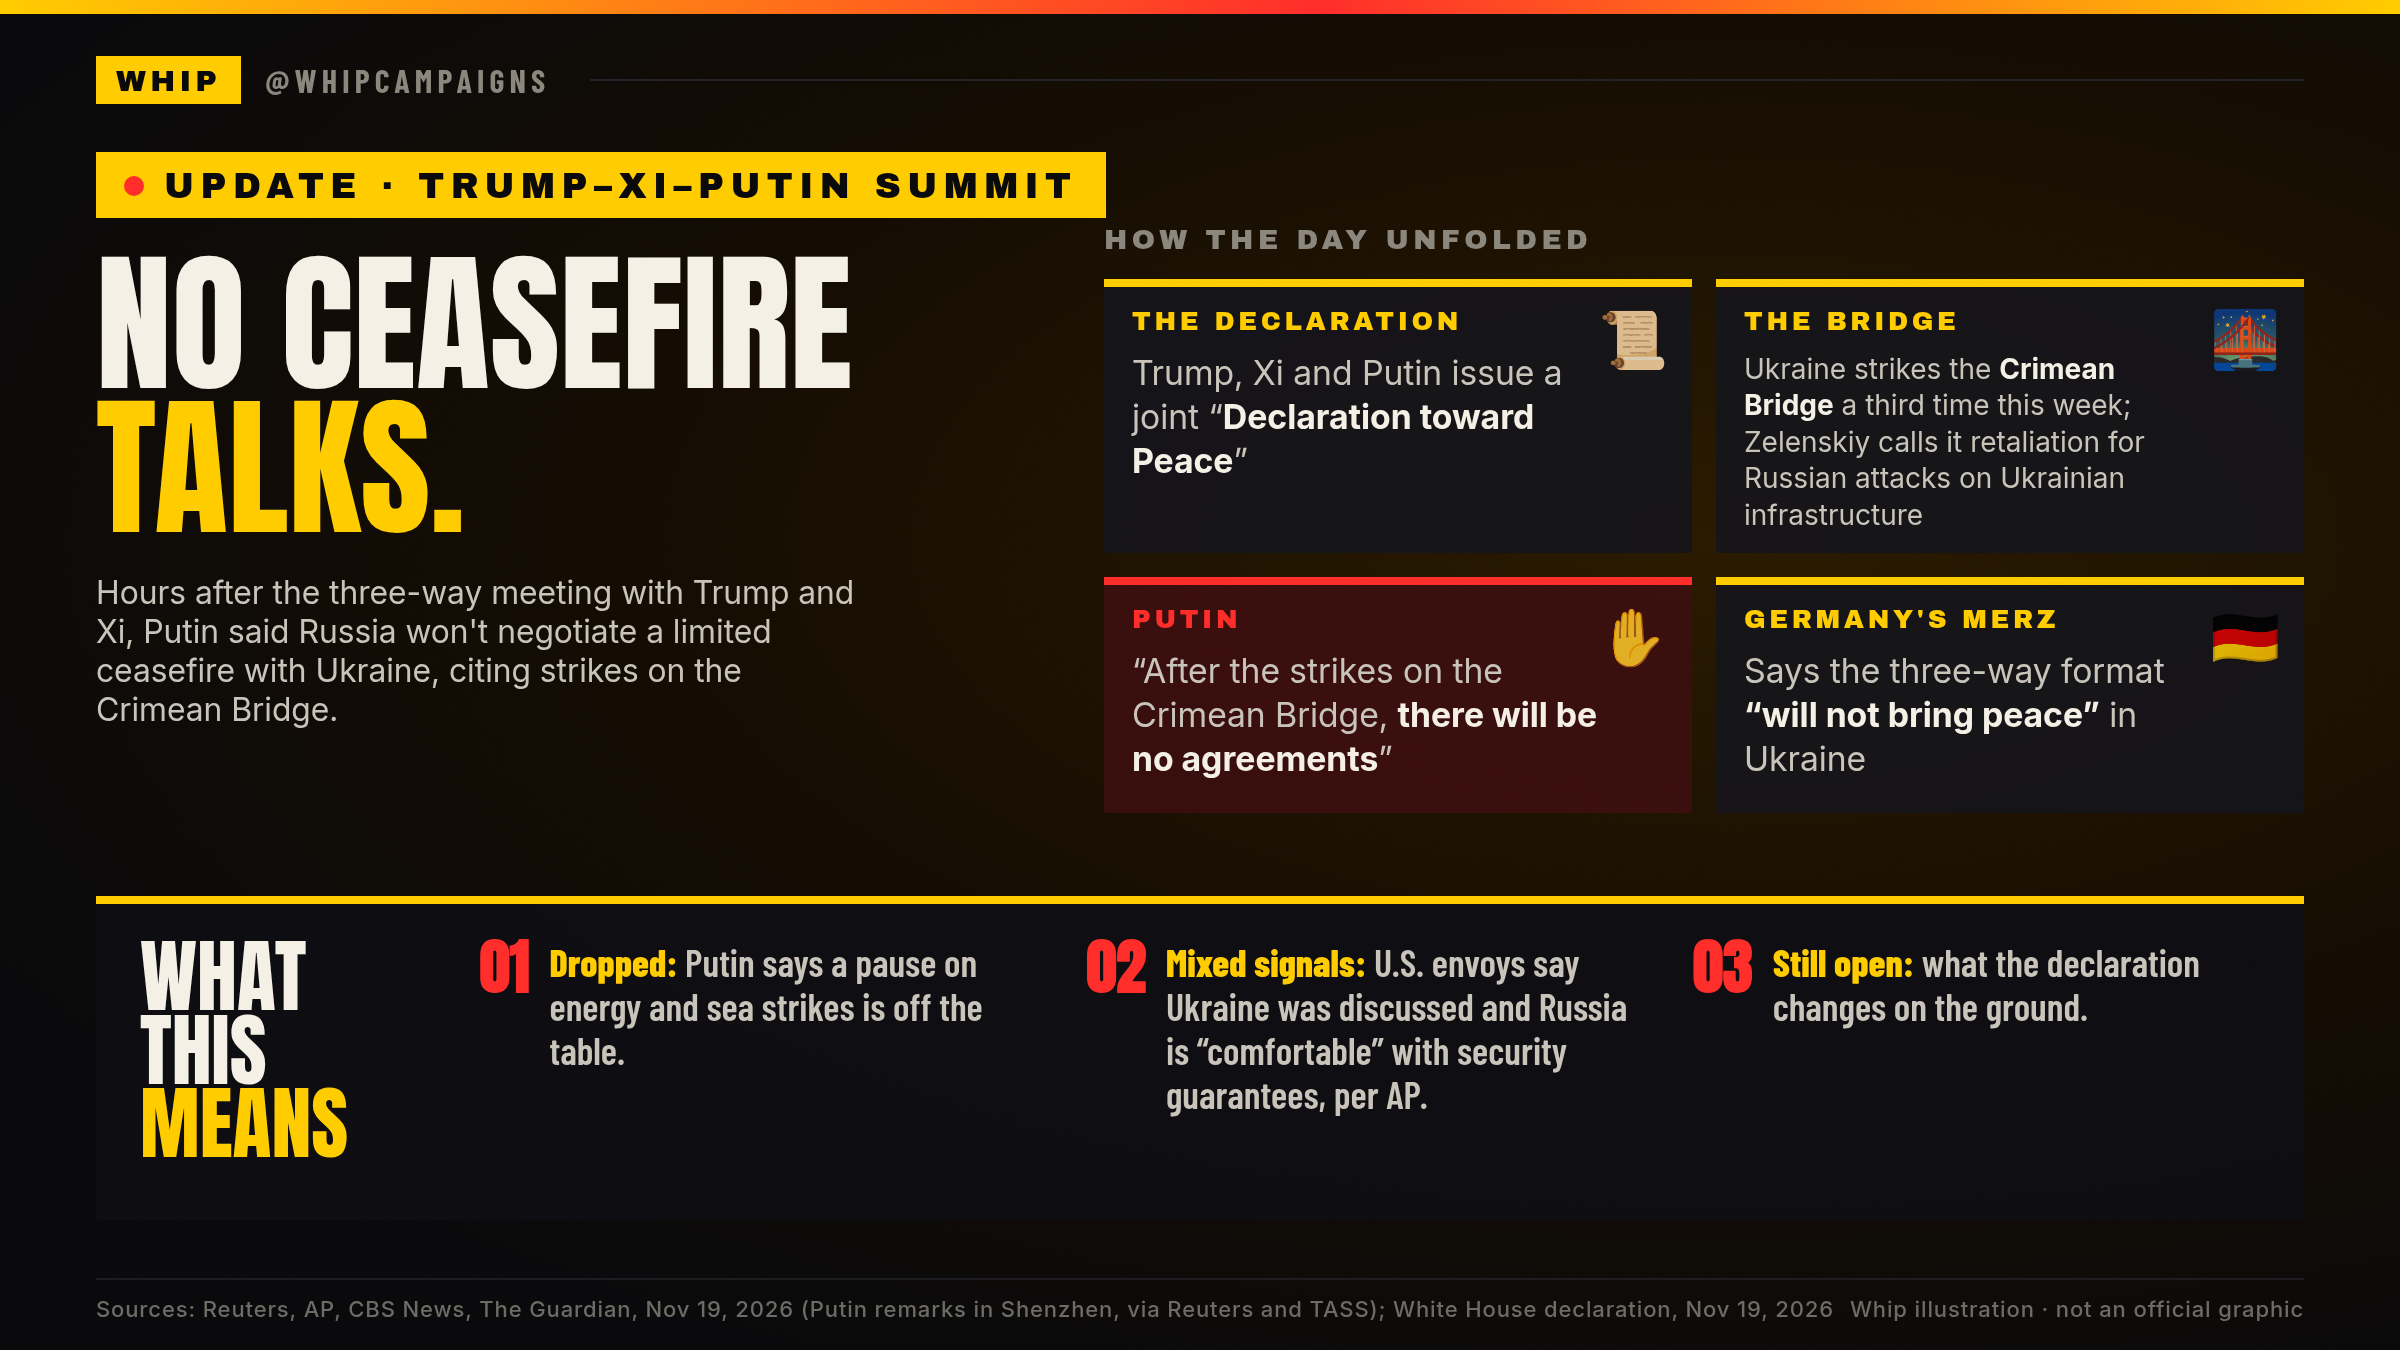 WHIP @WHIPCAMPAIGNS
UPDATE · TRUMP–XI–PUTIN SUMMIT
NO CEASEFIRE
TALKS.
Hours after the three-way meeting with Trump and
Xi, Putin said Russia won't negotiate a limited
ceasefire with Ukraine, citing strikes on the
Crimean Bridge.
HOW THE DAY UNFOLDED
THE DECLARATION
Trump, Xi and Putin issue a
joint “Declaration toward
Peace”
THE BRIDGE
Ukraine strikes the Crimean
Bridge a third time this week;
Zelenskiy calls it retaliation for
Russian attacks on Ukrainian
infrastructure
PUTIN
“After the strikes on the
Crimean Bridge, there will be
no agreements”
GERMANY'S MERZ
Says the three-way format
“will not bring peace” in
Ukraine
WHAT
THIS
MEANS
01 Dropped: Putin says a pause on
energy and sea strikes is off the
table.
02 Mixed signals: U.S. envoys say
Ukraine was discussed and Russia
is “comfortable” with security
guarantees, per AP.
03 Still open: what the declaration
changes on the ground.
Sources: Reuters, AP, CBS News, The Guardian, Nov 19, 2026 (Putin remarks in Shenzhen, via Reuters and TASS); White House declaration, Nov 19, 2026 Whip illustration · not an official graphic